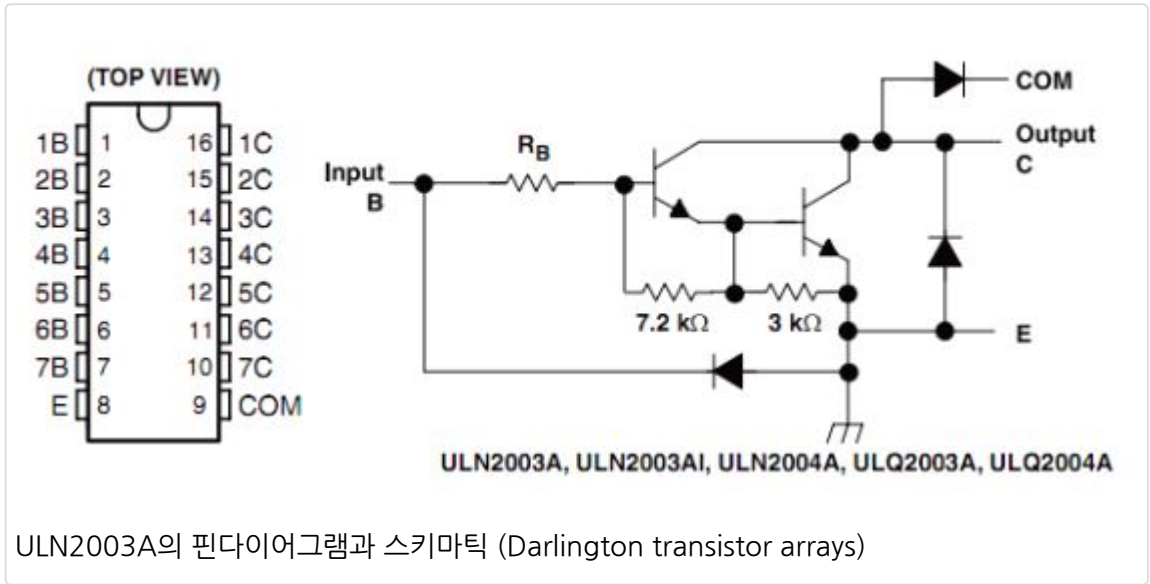 (TOP VIEW)
1B 1 16 1C
2B 2 15 2C
3B 3 14 3C
4B 4 13 4C
5B 5 12 5C
6B 6 11 6C
7B 7 10 7C
E 8 9 COM
COM
Output
C
RB
Input
B
7.2 kΩ 3 kΩ
E
ULN2003A, ULN2003AI, ULN2004A, ULQ2003A, ULQ2004A
ULN2003A의 핀다이어그램과 스키마틱 (Darlington transistor arrays)